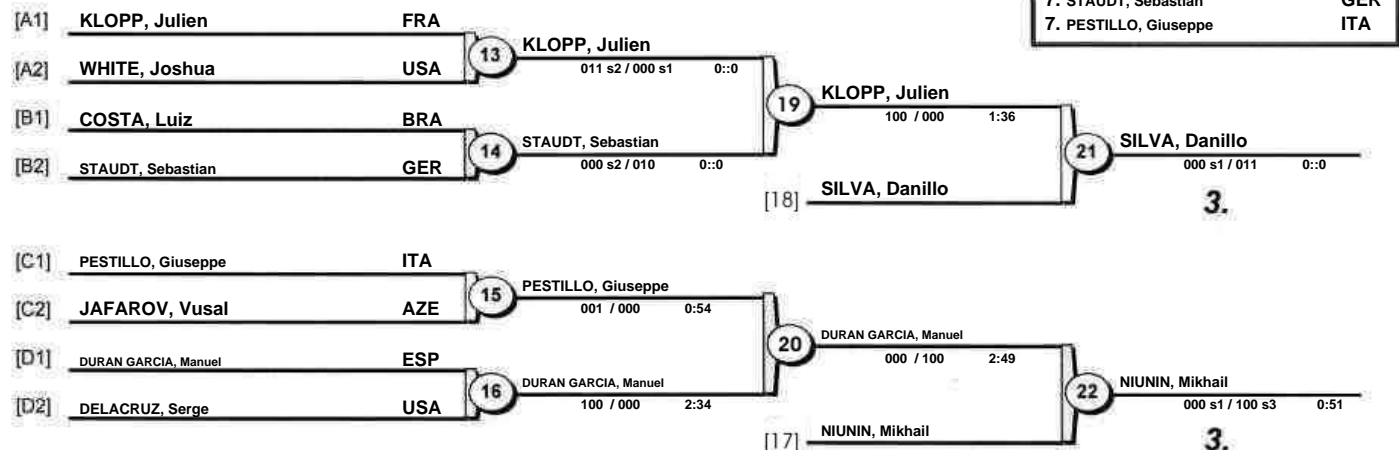 7. STAUDT, Sebastian GER
7. PESTILLO, Giuseppe ITA
[A1] KLOPP, Julien FRA
13 KLOPP, Julien
[A2] WHITE, Joshua USA
011 s2 / 000 s1 0::0
19 KLOPP, Julien
100 / 000 1:36
[B1] COSTA, Luiz BRA
14 STAUDT, Sebastian
000 s2 / 010 0::0
[B2] STAUDT, Sebastian GER
21 SILVA, Danillo
000 s1 / 011 0::0
[18] SILVA, Danillo
3.
[C1] PESTILLO, Giuseppe ITA
15 PESTILLO, Giuseppe
001 / 000 0:54
[C2] JAFAROV, Vusal AZE
20 DURAN GARCIA, Manuel
000 / 100 2:49
[D1] DURAN GARCIA, Manuel ESP
16 DURAN GARCIA, Manuel
100 / 000 2:34
[D2] DELACRUZ, Serge USA
22 NIUNIN, Mikhail
000 s1 / 100 s3 0:51
[17] NIUNIN, Mikhail
3.